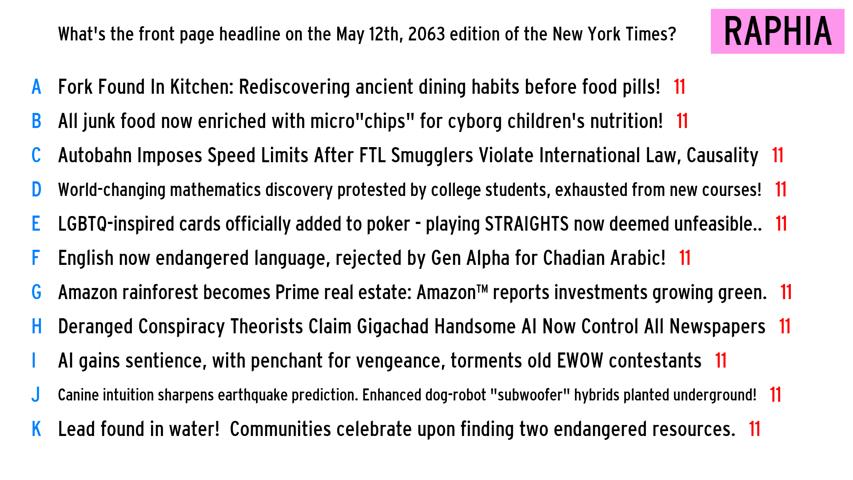 What's the front page headline on the May 12th, 2063 edition of the New York Times?
RAPHIA
A Fork Found In Kitchen: Rediscovering ancient dining habits before food pills! 11
B All junk food now enriched with micro"chips" for cyborg children's nutrition! 11
C Autobahn Imposes Speed Limits After FTL Smugglers Violate International Law, Causality 11
D World-changing mathematics discovery protested by college students, exhausted from new courses! 11
E LGBTQ-inspired cards officially added to poker - playing STRAIGHTS now deemed unfeasible.. 11
F English now endangered language, rejected by Gen Alpha for Chadian Arabic! 11
G Amazon rainforest becomes Prime real estate: Amazon™ reports investments growing green. 11
H Deranged Conspiracy Theorists Claim Gigachad Handsome AI Now Control All Newspapers 11
I AI gains sentience, with penchant for vengeance, torments old EWOW contestants 11
J Canine intuition sharpens earthquake prediction. Enhanced dog-robot "subwoofer" hybrids planted underground! 11
K Lead found in water!  Communities celebrate upon finding two endangered resources. 11